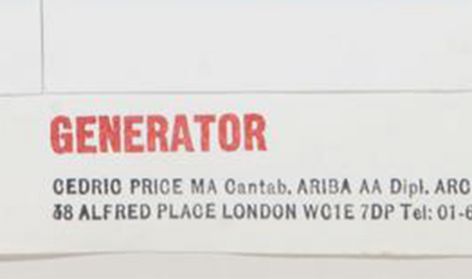 GENERATOR
CEDRIC PRICE MA Cantab. ARIBA AA Dipl. ARC
38 ALFRED PLACE LONDON WC1E 7DP Tel: 01-6